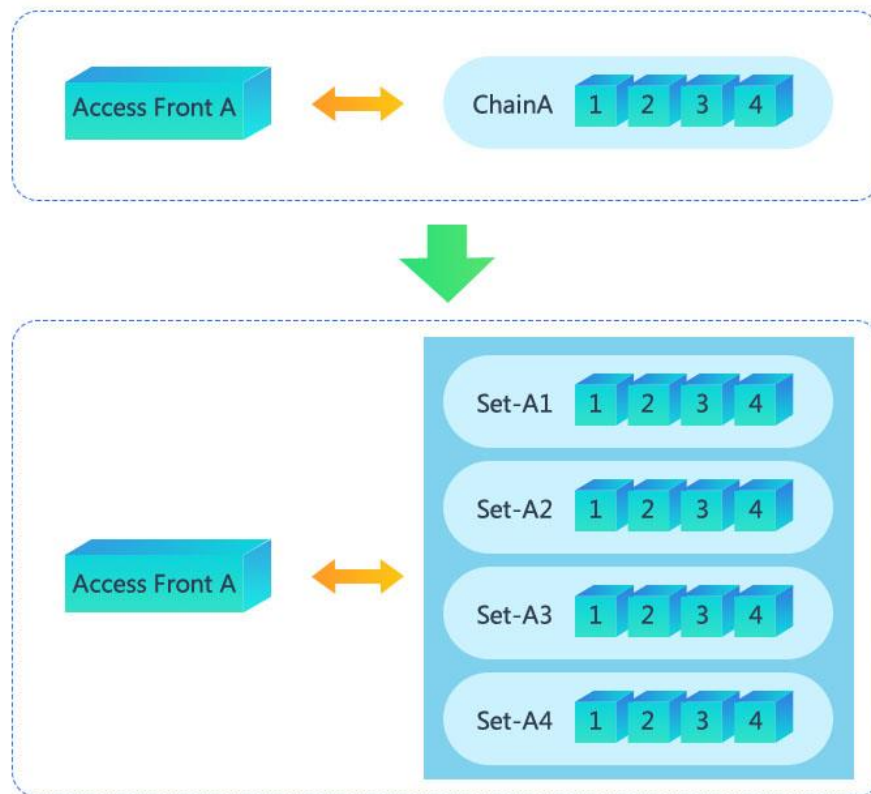 Access Front A
ChainA 1 2 3 4
Set-A1 1 2 3 4
Set-A2 1 2 3 4
Access Front A
Set-A3 1 2 3 4
Set-A4 1 2 3 4